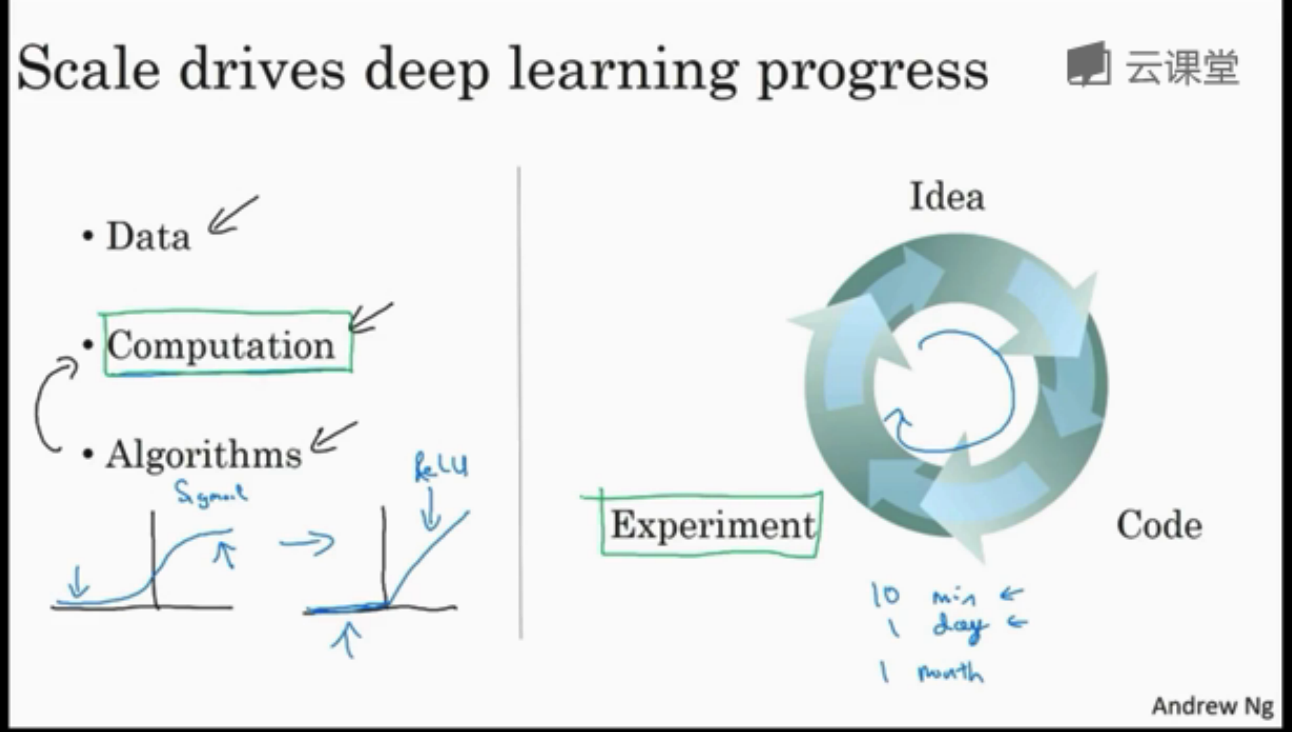 Scale drives deep learning progress
云课堂
• Data
• Computation
• Algorithms
ReLU
Idea
Experiment
Code
10 min ←
1 day ←
1 month
Andrew Ng